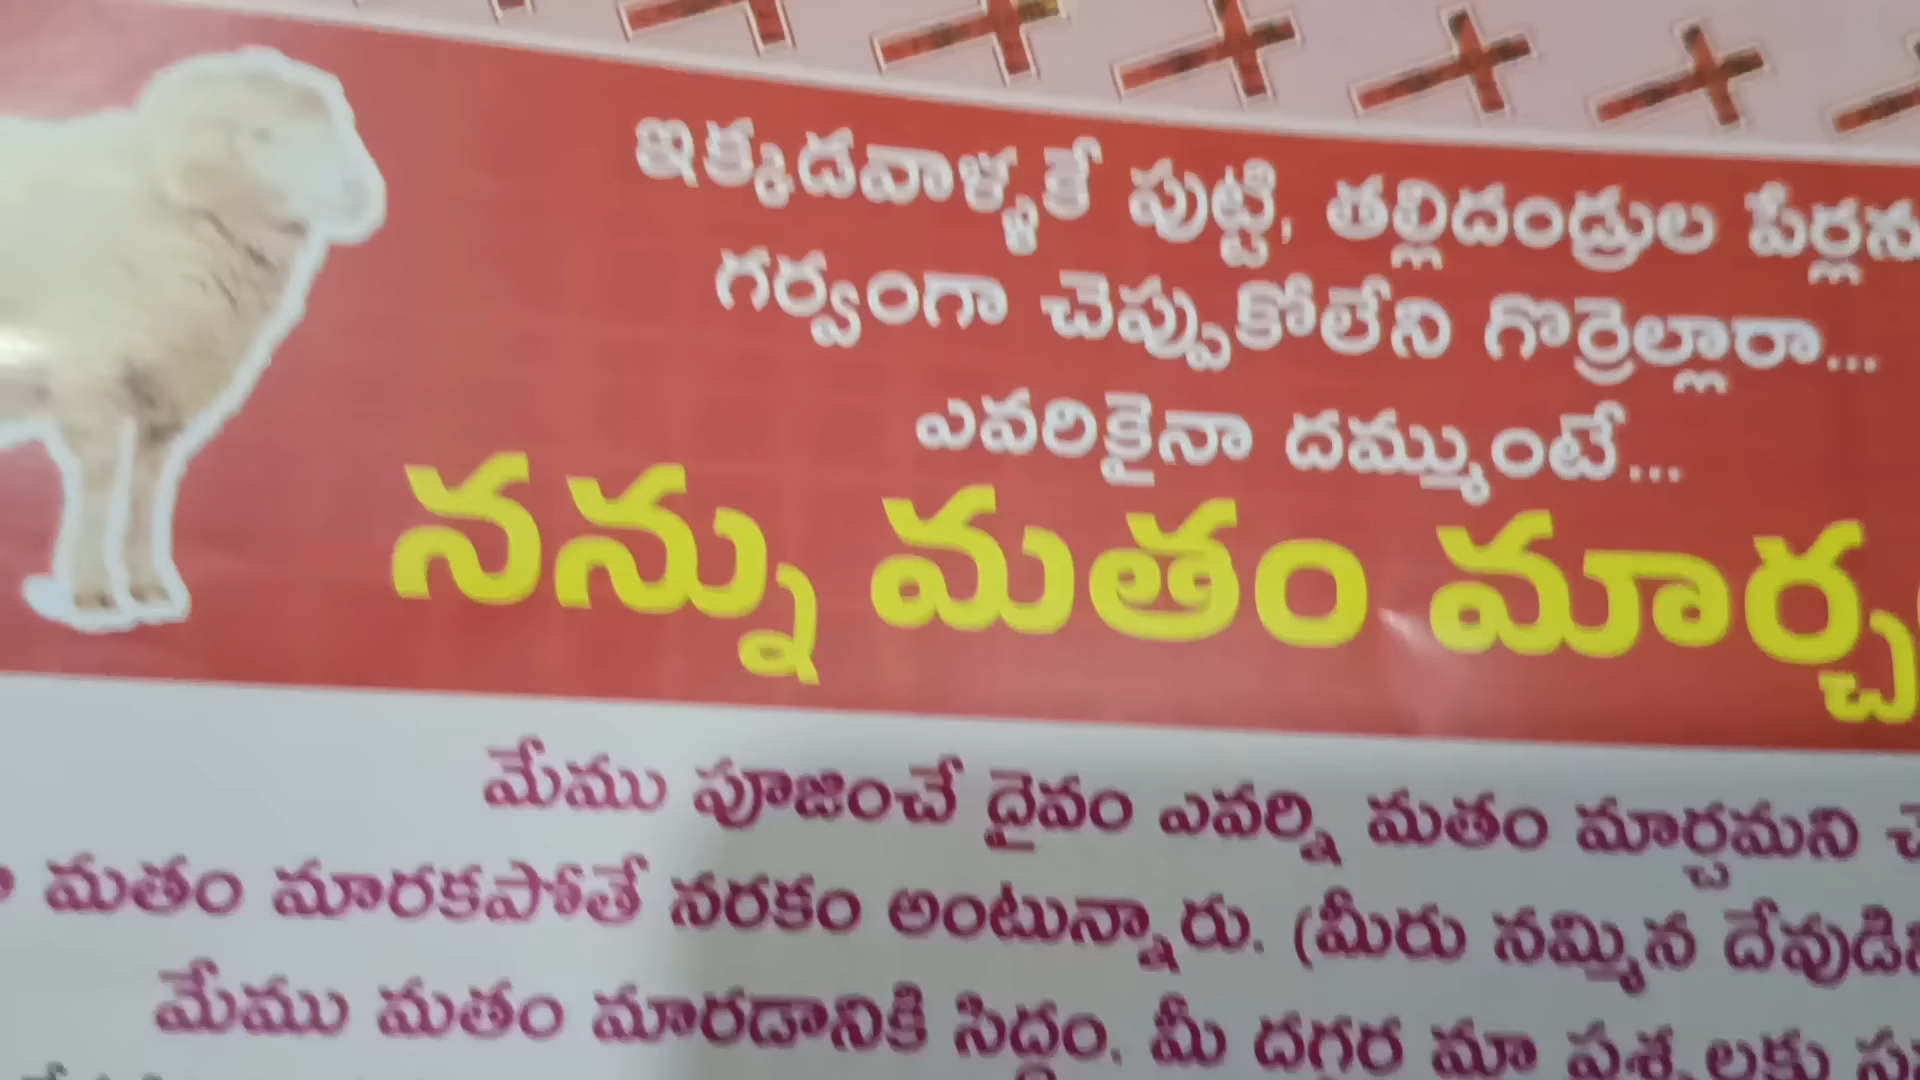 ఇక్కడవాళ్ళకే పుట్టి, తల్లిదండ్రుల పేర్లను
గర్వంగా చెప్పుకోలేని గొర్రెల్లారా...
ఎవరికైనా దమ్ముంటే...
నన్ను మతం మార్చ
మేము పూజించే దైవం ఎవర్ని మతం మార్చమని
మతం మారకపోతే నరకం అంటున్నారు. (మీరు నమ్మిన
మేము మతం మారడానికి సిద్దం. మీ దగ్గర మా ప్రశ్నలకు